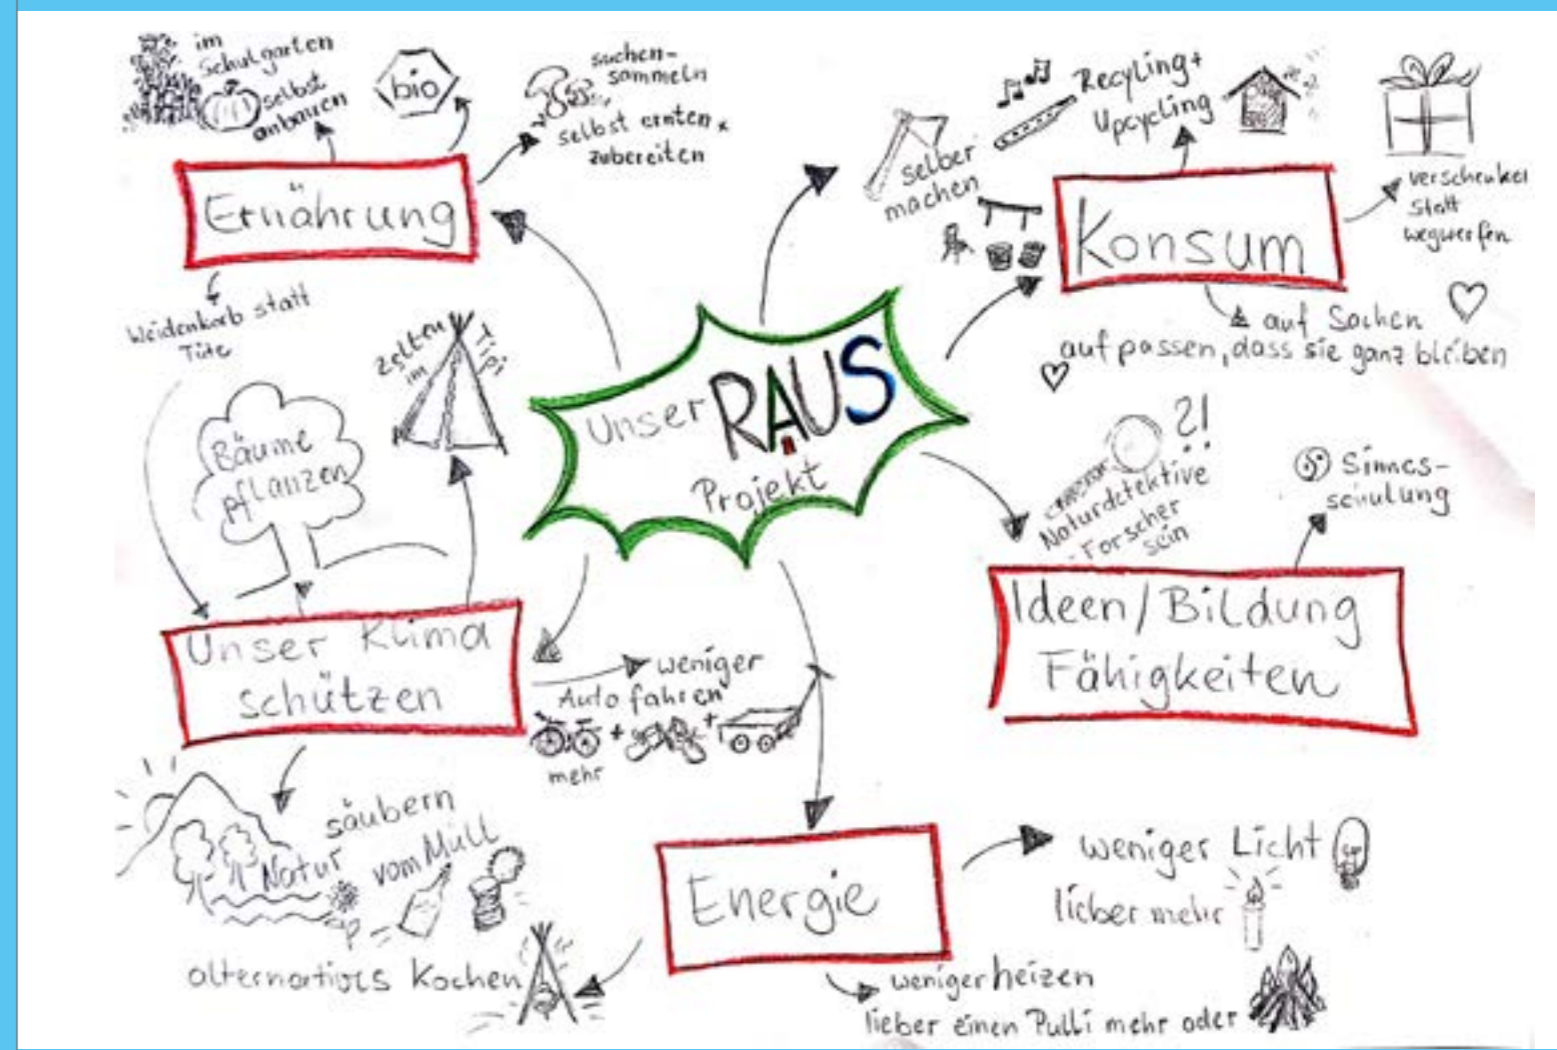 Unser RAUS
Projekt
im
Schulgarten
selbst
anbauen
bio
suchen-
sammeln
selbst ernten +
zubereiten
Ernährung
Weidenkorb statt
Tüte
selber
machen
Recyling+
Upcycling
Konsum
verschenken
statt
wegwerfen
auf Sachen
aufpassen, dass sie ganz bleiben
?!
Naturdetektive
Forscher
sein
Sinnes-
schulung
Ideen/Bildung
Fähigkeiten
Bäume
pflanzen
Zelten
im
Tipi
Unser Klima
schützen
weniger
Auto fahren
+ +
mehr
Natur
säubern
vom Müll
Energie
weniger Licht
lieber mehr
weniger heizen
lieber einen Pulli mehr oder
alternatives Kochen